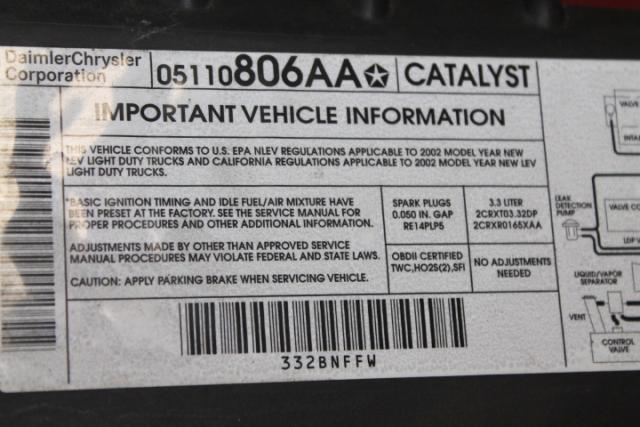 DaimlerChrysler
Corporation
05110806AA
CATALYST
IMPORTANT VEHICLE INFORMATION
THIS VEHICLE CONFORMS TO U.S. EPA NLEV REGULATIONS APPLICABLE TO 2002 MODEL YEAR NEW
LEV LIGHT DUTY TRUCKS AND CALIFORNIA REGULATIONS APPLICABLE TO 2002 MODEL YEAR NEW LEV
LIGHT DUTY TRUCKS.
*BASIC IGNITION TIMING AND IDLE FUEL/AIR MIXTURE HAVE
BEEN PRESET AT THE FACTORY. SEE THE SERVICE MANUAL FOR
PROPER PROCEDURES AND OTHER ADDITIONAL INFORMATION.
ADJUSTMENTS MADE BY OTHER THAN APPROVED SERVICE
MANUAL PROCEDURES MAY VIOLATE FEDERAL AND STATE LAWS.
CAUTION: APPLY PARKING BRAKE WHEN SERVICING VEHICLE.
SPARK PLUGS
0.050 IN. GAP
RE14PLP5
3.3 LITER
2CRXT03.32DP
2CRXR0165XAA
OBDII CERTIFIED
TWC,HO2S(2),SFI
NO ADJUSTMENTS
NEEDED
332BNFFW
VALVE
INTA
LEAK
DETECTION
PUMP
VALVE CO
LIQUID/VAPOR
SEPARATOR
VENT
CONTROL
VALVE